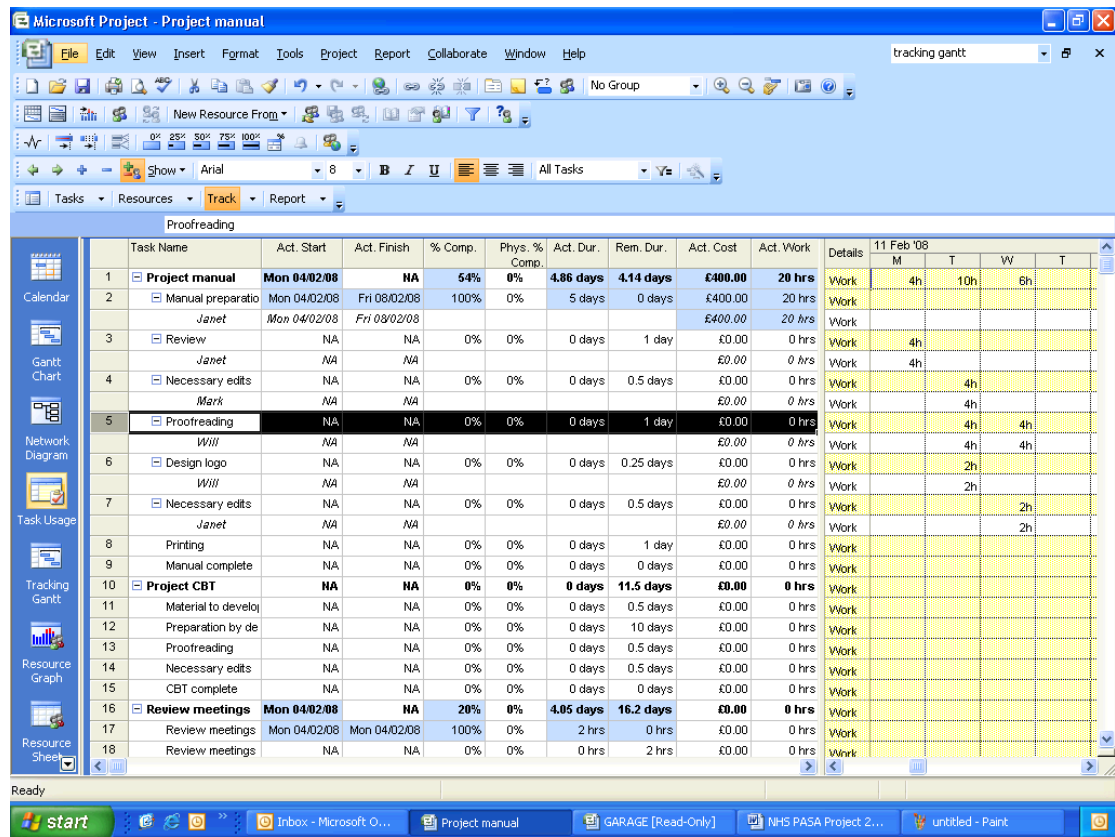 Microsoft Project - Project manual
File Edit View Insert Format Tools Project Report Collaborate Window Help tracking gantt
No Group
New Resource From
0% 25% 50% 75% 100%
Show Arial 8 B I U All Tasks
Tasks Resources Track Report
Proofreading
Task Name Act. Start Act. Finish % Comp. Phys. % Comp. Act. Dur. Rem. Dur. Act. Cost Act. Work Details 11 Feb '08
M T W T
1 Project manual Mon 04/02/08 NA 54% 0% 4.86 days 4.14 days £400.00 20 hrs Work 4h 10h 6h
2 Manual preparatio Mon 04/02/08 Fri 08/02/08 100% 0% 5 days 0 days £400.00 20 hrs Work
Janet Mon 04/02/08 Fri 08/02/08 £400.00 20 hrs Work
3 Review NA NA 0% 0% 0 days 1 day £0.00 0 hrs Work 4h
Janet NA NA £0.00 0 hrs Work 4h
4 Necessary edits NA NA 0% 0% 0 days 0.5 days £0.00 0 hrs Work 4h
Mark NA NA £0.00 0 hrs Work 4h
5 Proofreading NA NA 0% 0% 0 days 1 day £0.00 0 hrs Work 4h 4h
Will NA NA £0.00 0 hrs Work 4h 4h
6 Design logo NA NA 0% 0% 0 days 0.25 days £0.00 0 hrs Work 2h
Will NA NA £0.00 0 hrs Work 2h
7 Necessary edits NA NA 0% 0% 0 days 0.5 days £0.00 0 hrs Work 2h
Janet NA NA £0.00 0 hrs Work 2h
8 Printing NA NA 0% 0% 0 days 1 day £0.00 0 hrs Work
9 Manual complete NA NA 0% 0% 0 days 0 days £0.00 0 hrs Work
10 Project CBT NA NA 0% 0% 0 days 11.5 days £0.00 0 hrs Work
11 Material to develop NA NA 0% 0% 0 days 0.5 days £0.00 0 hrs Work
12 Preparation by de NA NA 0% 0% 0 days 10 days £0.00 0 hrs Work
13 Proofreading NA NA 0% 0% 0 days 0.5 days £0.00 0 hrs Work
14 Necessary edits NA NA 0% 0% 0 days 0.5 days £0.00 0 hrs Work
15 CBT complete NA NA 0% 0% 0 days 0 days £0.00 0 hrs Work
16 Review meetings Mon 04/02/08 NA 20% 0% 4.05 days 16.2 days £0.00 0 hrs Work
17 Review meetings Mon 04/02/08 Mon 04/02/08 100% 0% 2 hrs 0 hrs £0.00 0 hrs Work
18 Review meetings NA NA 0% 0% 0 hrs 2 hrs £0.00 0 hrs Work
Calendar
Gantt
Chart
Network
Diagram
Task Usage
Tracking
Gantt
Resource
Graph
Resource
Sheet
Ready
start Inbox - Microsoft O... Project manual GARAGE [Read-Only] NHS PASA Project 2... untitled - Paint